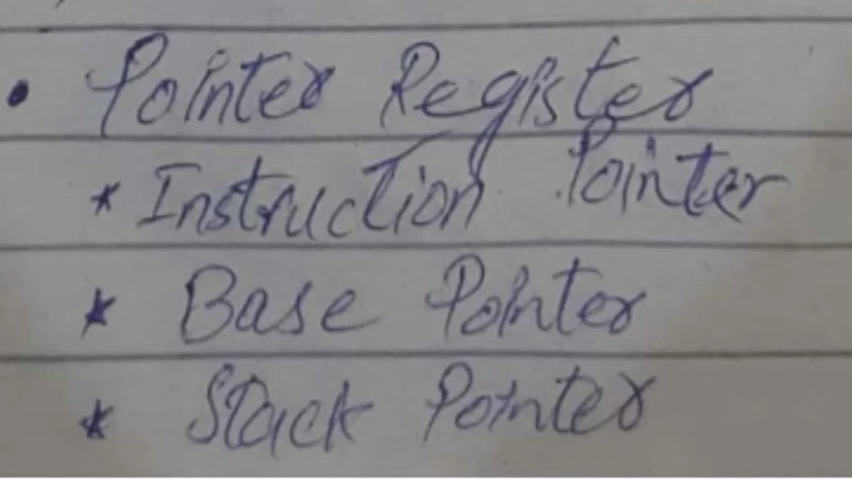 • Pointer Register
* Instruction Pointer
* Base Pointer
* Stack Pointer